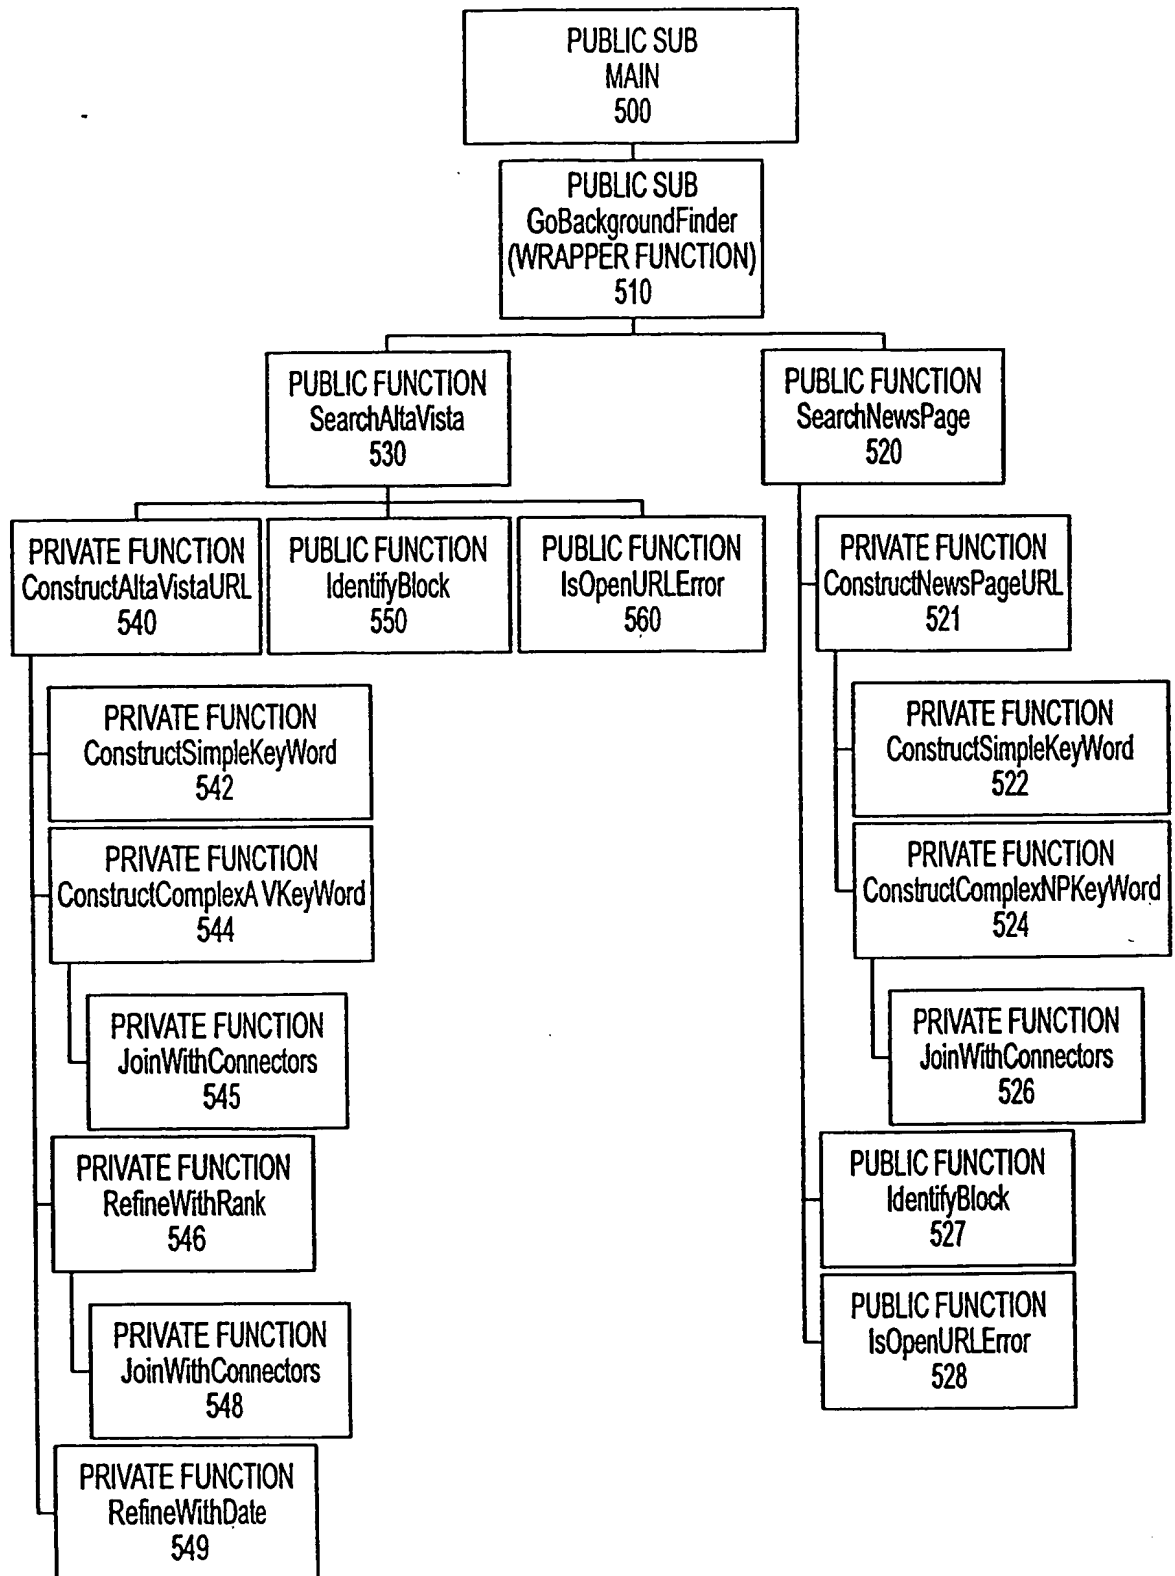 PUBLIC SUB
MAIN
500
PUBLIC SUB
GoBackgroundFinder
(WRAPPER FUNCTION)
510
PUBLIC FUNCTION
SearchAltaVista
530
PUBLIC FUNCTION
SearchNewsPage
520
PRIVATE FUNCTION
ConstructAltaVistaURL
540
PUBLIC FUNCTION
IdentifyBlock
550
PUBLIC FUNCTION
IsOpenURLError
560
PRIVATE FUNCTION
ConstructSimpleKeyWord
542
PRIVATE FUNCTION
ConstructComplexA VKeyWord
544
PRIVATE FUNCTION
JoinWithConnectors
545
PRIVATE FUNCTION
RefineWithRank
546
PRIVATE FUNCTION
JoinWithConnectors
548
PRIVATE FUNCTION
RefineWithDate
549
PRIVATE FUNCTION
ConstructNewsPageURL
521
PRIVATE FUNCTION
ConstructSimpleKeyWord
522
PRIVATE FUNCTION
ConstructComplexNPKeyWord
524
PRIVATE FUNCTION
JoinWithConnectors
526
PUBLIC FUNCTION
IdentifyBlock
527
PUBLIC FUNCTION
IsOpenURLError
528